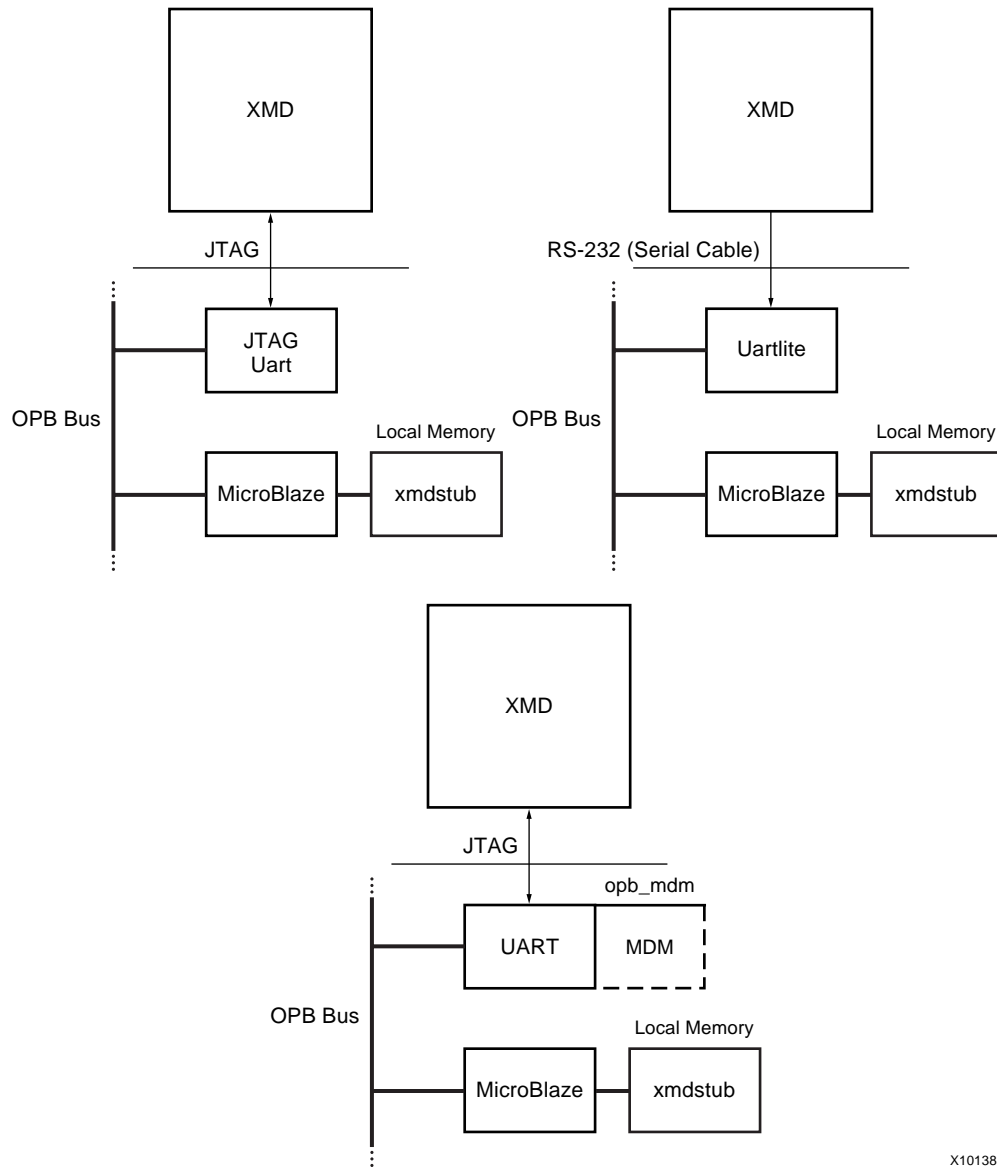 XMD
JTAG
JTAG
Uart
OPB Bus
Local Memory
MicroBlaze
xmdstub
XMD
RS-232 (Serial Cable)
Uartlite
OPB Bus
Local Memory
MicroBlaze
xmdstub
XMD
JTAG
opb_mdm
UART
MDM
OPB Bus
Local Memory
MicroBlaze
xmdstub
X10138